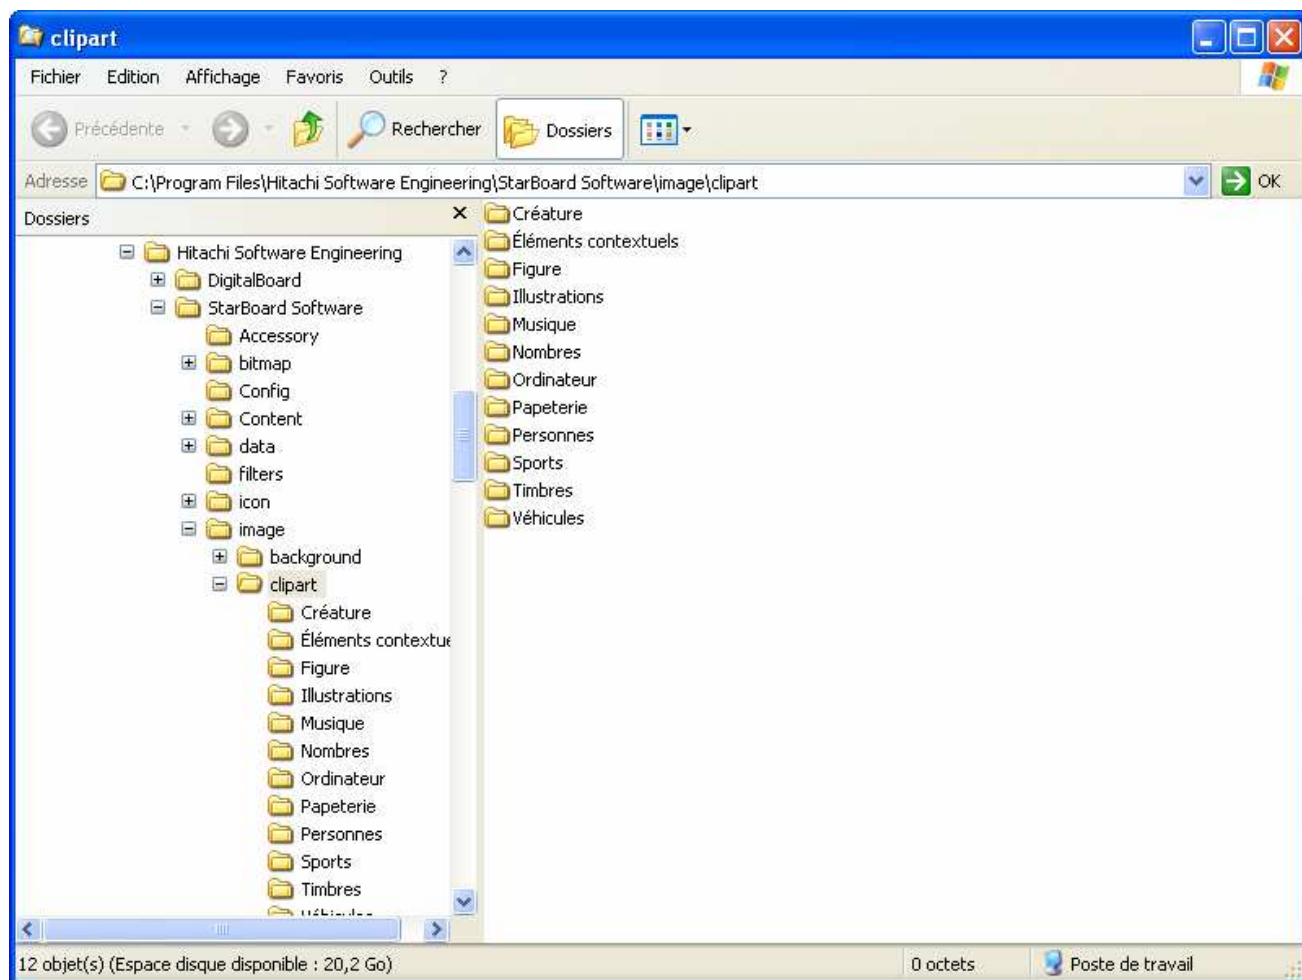 clipart
Fichier Edition Affichage Favoris Outils ?
Précédente Rechercher Dossiers
Adresse C:\Program Files\Hitachi Software Engineering\StarBoard Software\image\clipart OK
Dossiers
Hitachi Software Engineering
DigitalBoard
StarBoard Software
Accessory
bitmap
Config
Content
data
filters
icon
image
background
clipart
Créature
Éléments contextue
Figure
Illustrations
Musique
Nombres
Ordinateur
Papeterie
Personnes
Sports
Timbres
Créature
Éléments contextuels
Figure
Illustrations
Musique
Nombres
Ordinateur
Papeterie
Personnes
Sports
Timbres
Véhicules
12 objet(s) (Espace disque disponible : 20,2 Go) 0 octets Poste de travail